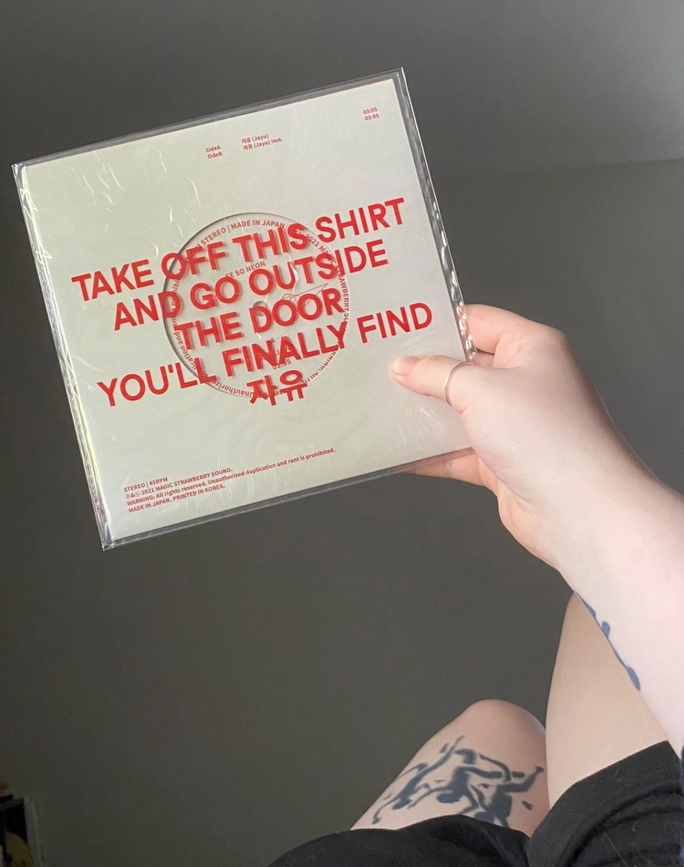 SideA 자유 (Jayu)
SideB 자유 (Jayu) Inst.
03:55
03:55
STEREO | MADE IN JAPAN
SE SO NEON
TAKE OFF THIS SHIRT
AND GO OUTSIDE
THE DOOR
YOU'LL FINALLY FIND
자유
STEREO | 45RPM
Ⓟ&Ⓒ 2021 MAGIC STRAWBERRY SOUND.
WARNING: All rights reserved. Unauthorized duplication and rent is prohibited.
MADE IN JAPAN. PRINTED IN KOREA.